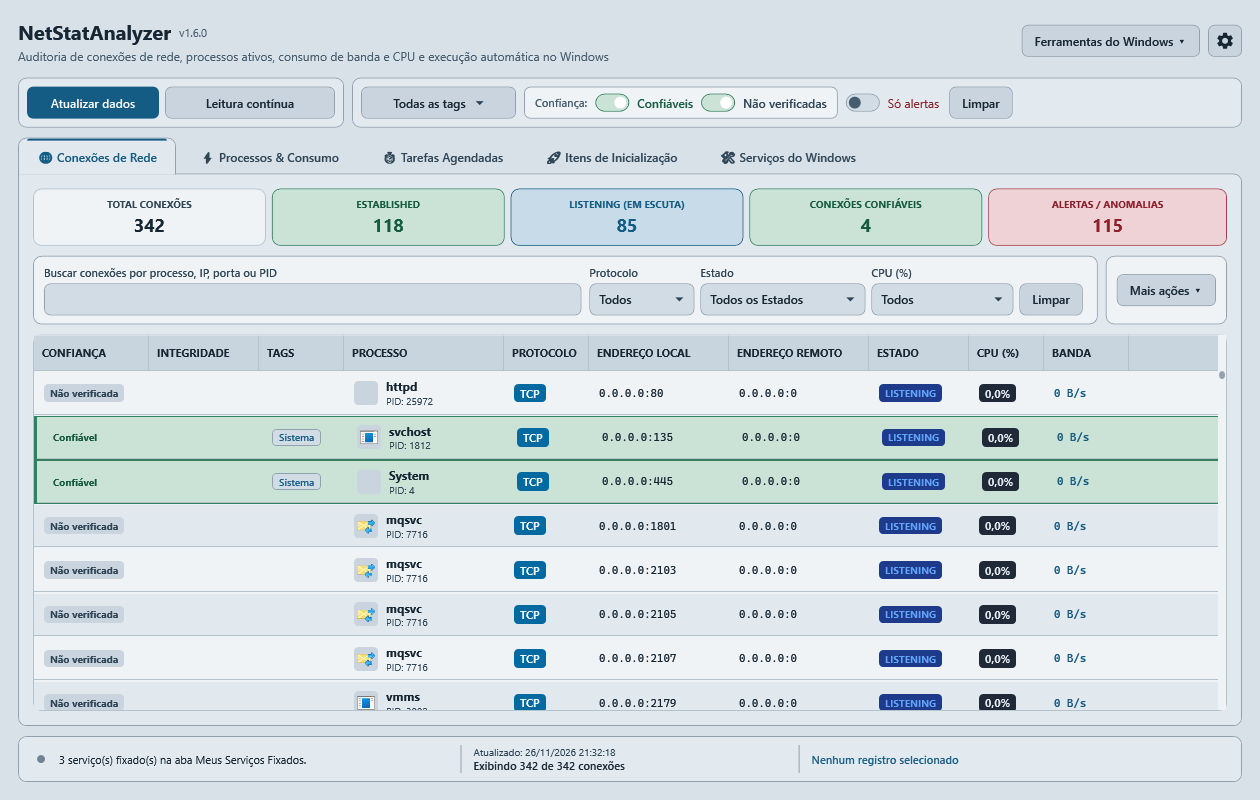 NetStatAnalyzer v1.6.0
Auditoria de conexões de rede, processos ativos, consumo de banda e CPU e execução automática no Windows
Ferramentas do Windows
Atualizar dados
Leitura contínua
Todas as tags
Confiança:
Confiáveis
Não verificadas
Só alertas
Limpar
Conexões de Rede
Processos & Consumo
Tarefas Agendadas
Itens de Inicialização
Serviços do Windows
TOTAL CONEXÕES
342
ESTABLISHED
118
LISTENING (EM ESCUTA)
85
CONEXÕES CONFIÁVEIS
4
ALERTAS / ANOMALIAS
115
Buscar conexões por processo, IP, porta ou PID
Protocolo
Todos
Estado
Todos os Estados
CPU (%)
Todos
Limpar
Mais ações
CONFIANÇA INTEGRIDADE TAGS PROCESSO PROTOCOLO ENDEREÇO LOCAL ENDEREÇO REMOTO ESTADO CPU (%) BANDA
Não verificada httpd TCP 0.0.0.0:80 0.0.0.0:0 LISTENING 0,0% 0 B/s
PID: 25972
Confiável Sistema svchost TCP 0.0.0.0:135 0.0.0.0:0 LISTENING 0,0% 0 B/s
PID: 1812
Confiável Sistema System TCP 0.0.0.0:445 0.0.0.0:0 LISTENING 0,0% 0 B/s
PID: 4
Não verificada mqsvc TCP 0.0.0.0:1801 0.0.0.0:0 LISTENING 0,0% 0 B/s
PID: 7716
Não verificada mqsvc TCP 0.0.0.0:2103 0.0.0.0:0 LISTENING 0,0% 0 B/s
PID: 7716
Não verificada mqsvc TCP 0.0.0.0:2105 0.0.0.0:0 LISTENING 0,0% 0 B/s
PID: 7716
Não verificada mqsvc TCP 0.0.0.0:2107 0.0.0.0:0 LISTENING 0,0% 0 B/s
PID: 7716
Não verificada vmms TCP 0.0.0.0:2179 0.0.0.0:0 LISTENING 0,0% 0 B/s
3 serviço(s) fixado(s) na aba Meus Serviços Fixados.
Atualizado: 26/11/2026 21:32:18
Exibindo 342 de 342 conexões
Nenhum registro selecionado